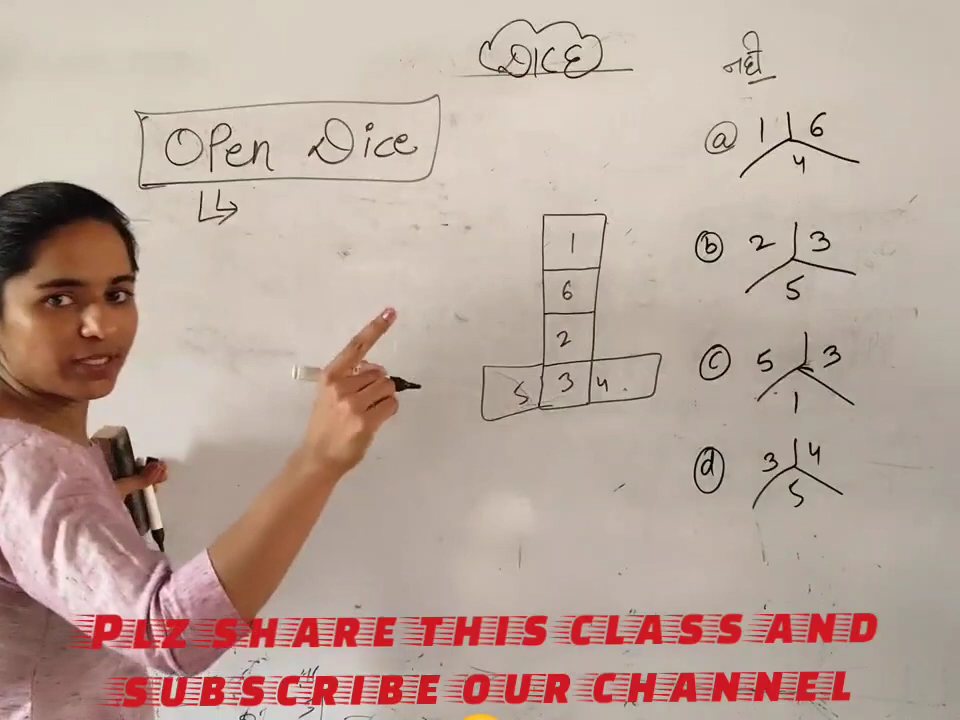 DICE
नही
Open Dice
1
6
2
5 3 4
ⓐ 1 6
4
ⓑ 2 3
5
ⓒ 5 3
1
ⓓ 3 4
5
PLZ SHARE THIS CLASS AND
SUBSCRIBE OUR CHANNEL